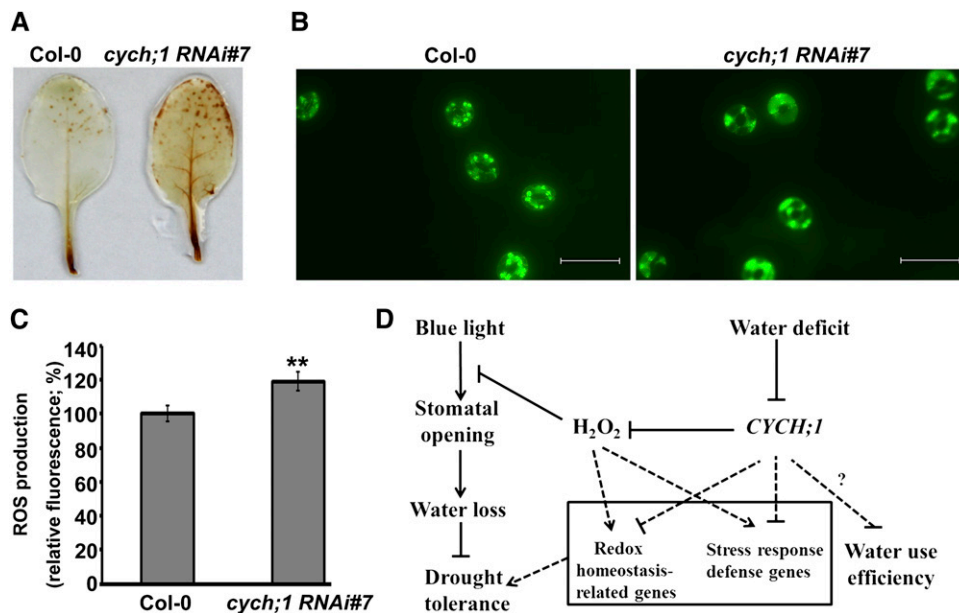 A
Col-0 cych;1 RNAi#7
B
Col-0 cych;1 RNAi#7
C
ROS production
(relative fluorescence; %)
140
120
100
80
60
40
20
0
**
Col-0 cych;1 RNAi#7
D
Blue light Water deficit
Stomatal
opening
H₂O₂ CYCH;1
?
Water loss
Redox
homeostasis-
related genes
Stress response
defense genes
Water use
efficiency
Drought
tolerance